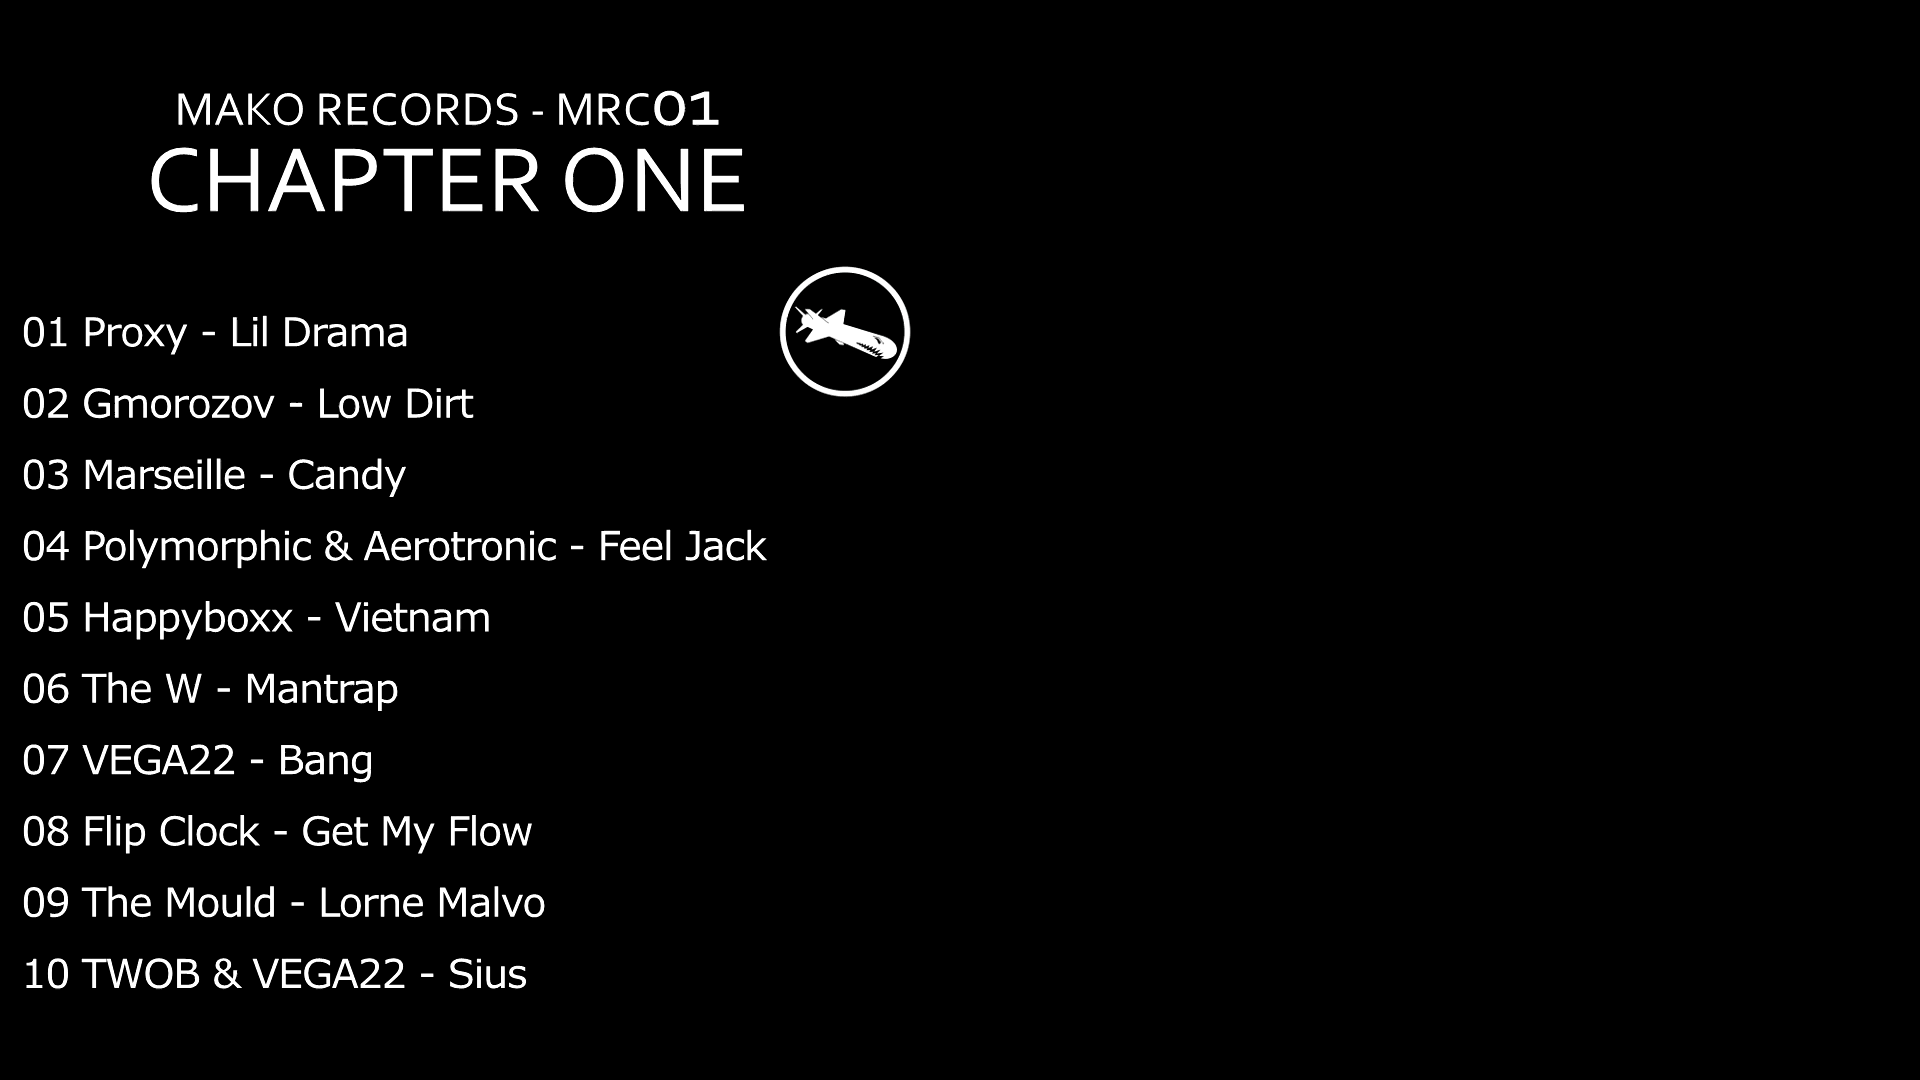 MAKO RECORDS - MRC01
CHAPTER ONE
01 Proxy - Lil Drama
02 Gmorozov - Low Dirt
03 Marseille - Candy
04 Polymorphic & Aerotronic - Feel Jack
05 Happyboxx - Vietnam
06 The W - Mantrap
07 VEGA22 - Bang
08 Flip Clock - Get My Flow
09 The Mould - Lorne Malvo
10 TWOB & VEGA22 - Sius